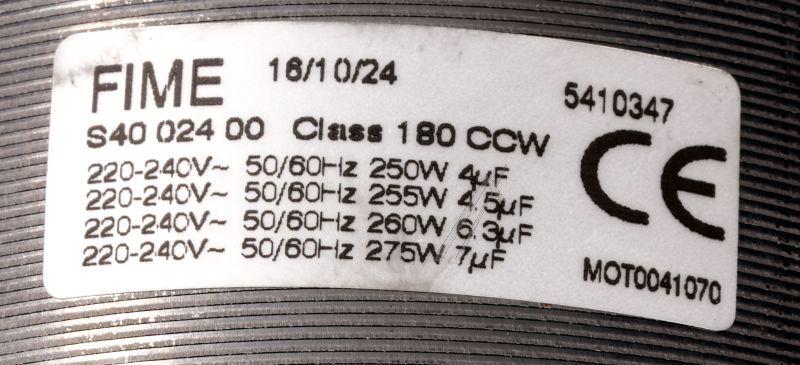 FIME 16/10/24 5410347
S40 024 00 Class 180 CCW
220-240V~ 50/60Hz 250W 4µF
220-240V~ 50/60Hz 255W 4.5µF
220-240V~ 50/60Hz 260W 6.3µF
220-240V~ 50/60Hz 275W 7µF
CE
MOT0041070